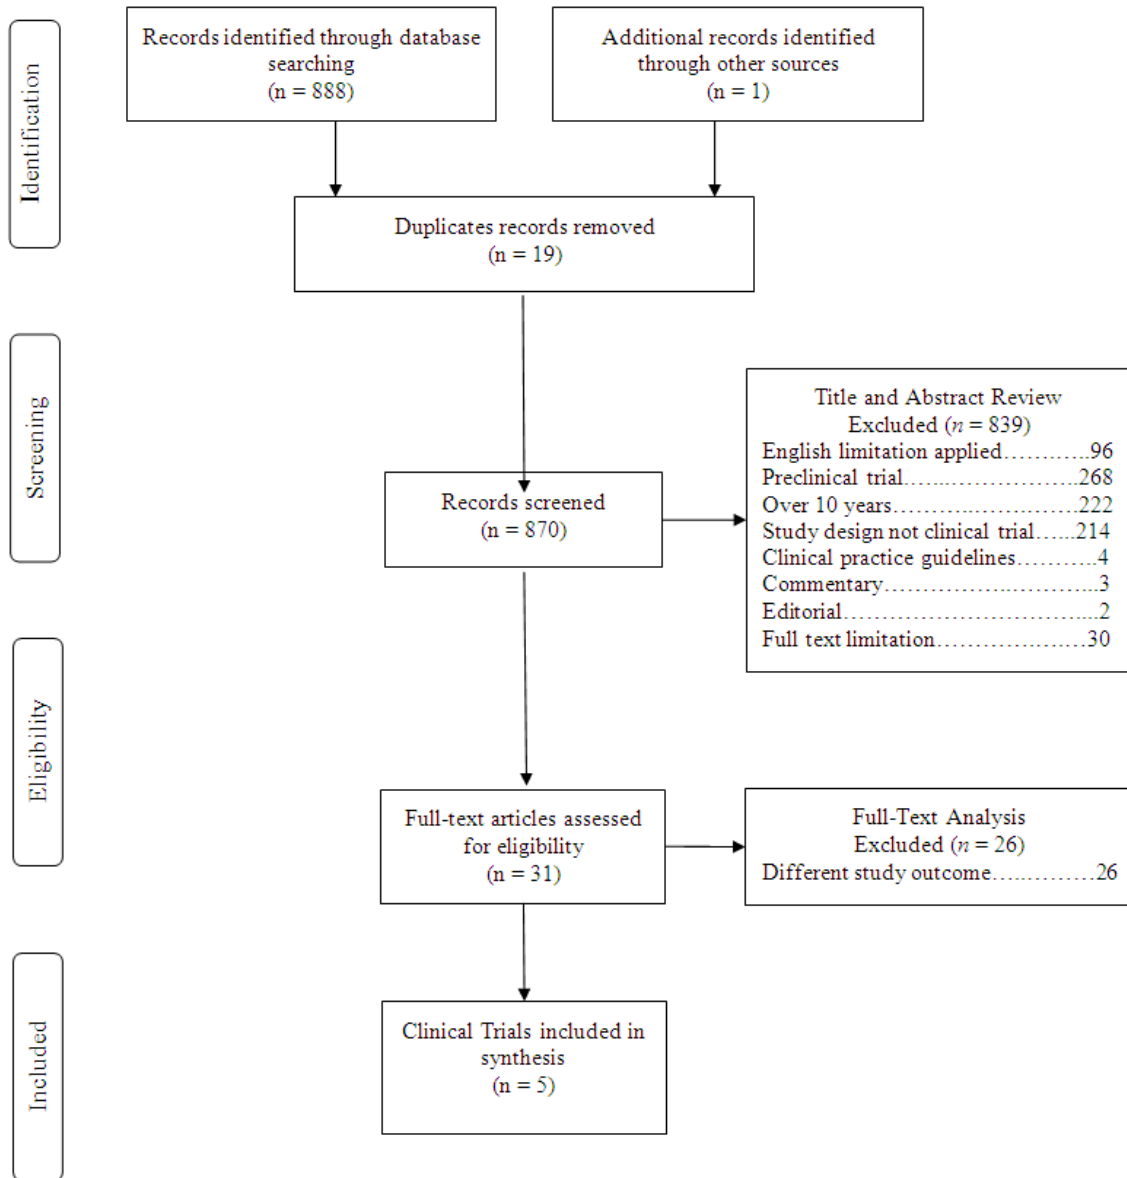 Identification
Records identified through database
searching
(n = 888)
Additional records identified
through other sources
(n = 1)
Duplicates records removed
(n = 19)
Screening
Records screened
(n = 870)
Title and Abstract Review
Excluded (n = 839)
English limitation applied………..96
Preclinical trial…...……………….268
Over 10 years………..……..…….222
Study design not clinical trial…...214
Clinical practice guidelines………..4
Commentary……………..………...3
Editorial…………………………....2
Full text limitation…………..…….30
Eligibility
Full-text articles assessed
for eligibility
(n = 31)
Full-Text Analysis
Excluded (n = 26)
Different study outcome…..………26
Included
Clinical Trials included in
synthesis
(n = 5)